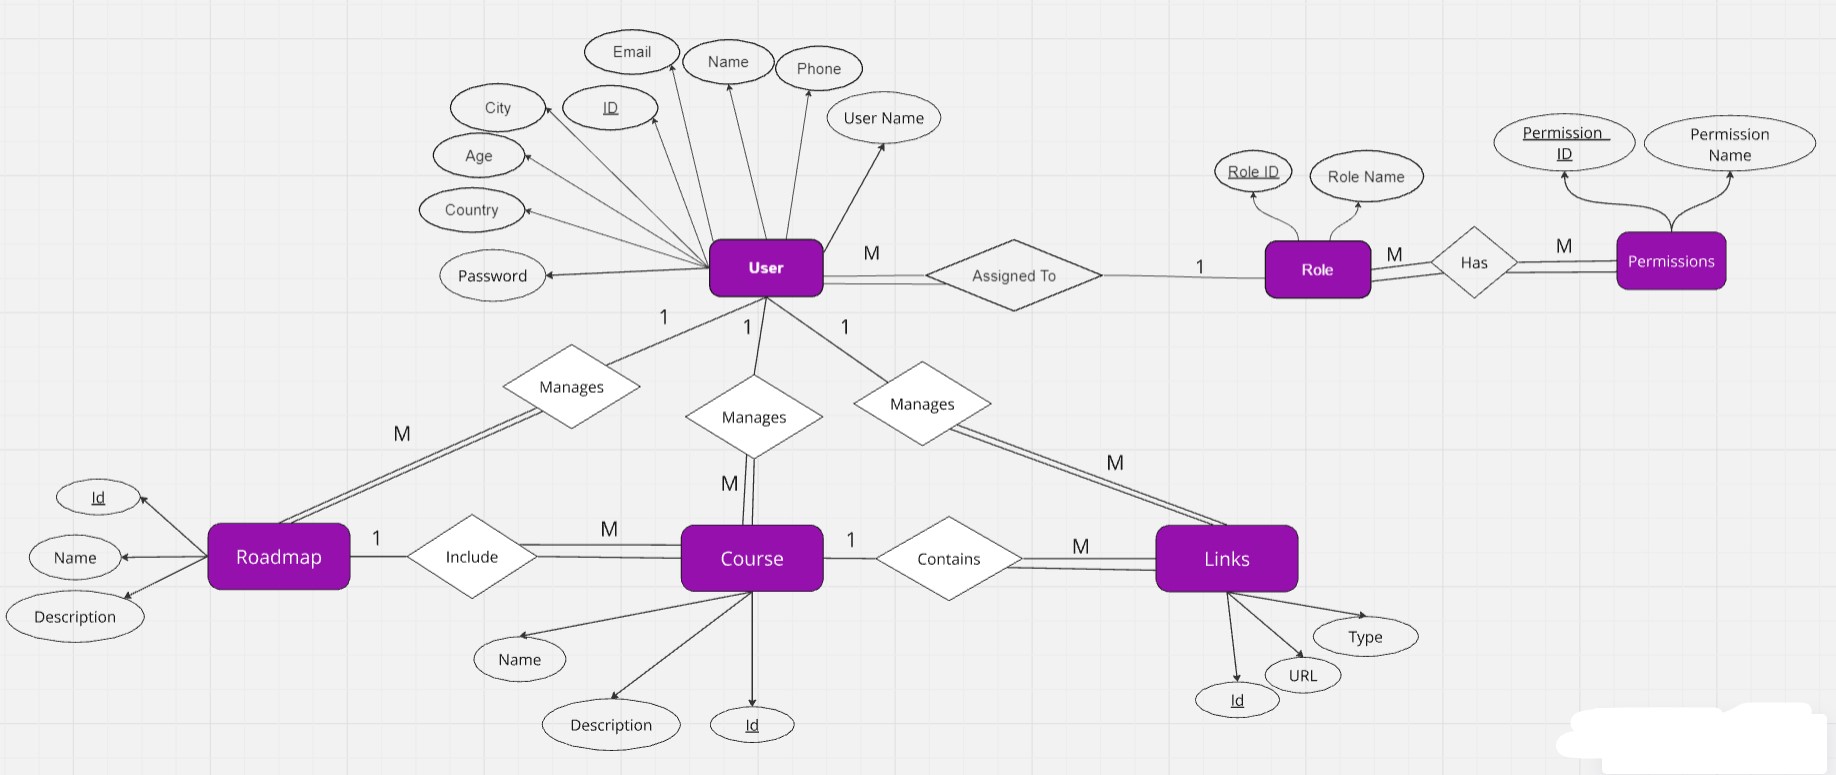 Email
Name
Phone
City
ID
User Name
Age
Country
Password
User
M
Assigned To
1
Role ID
Role Name
Role
M
Has
M
Permission
ID
Permission
Name
Permissions
1
1
1
Manages
Manages
Manages
M
M
M
Id
Name
Description
Roadmap
1
Include
M
Course
1
Contains
M
Links
Name
Description
Id
Id
URL
Type